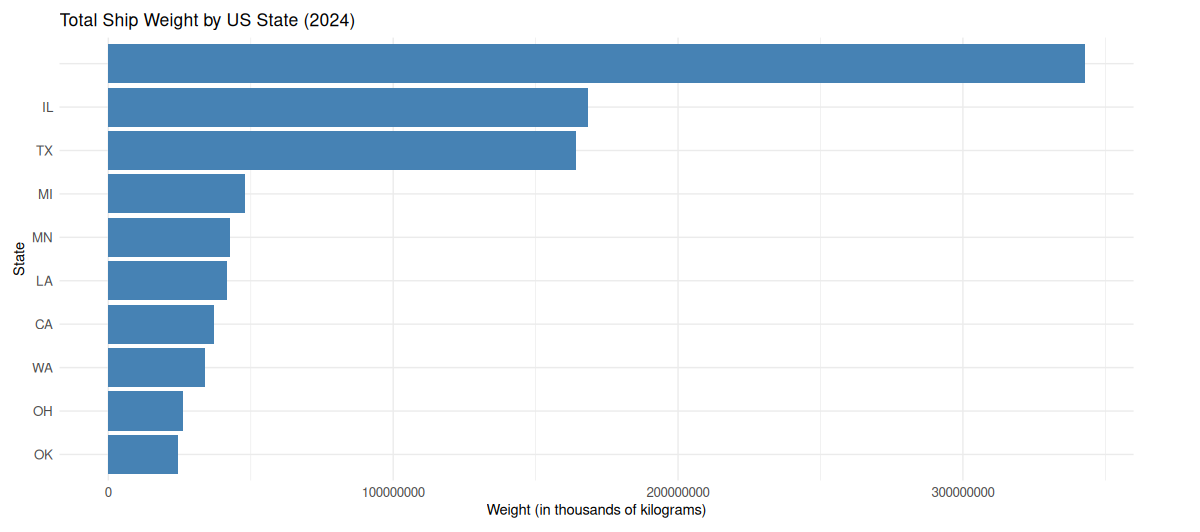 Total Ship Weight by US State (2024)
State
IL
TX
MI
MN
LA
CA
WA
OH
OK
0 100000000 200000000 300000000
Weight (in thousands of kilograms)